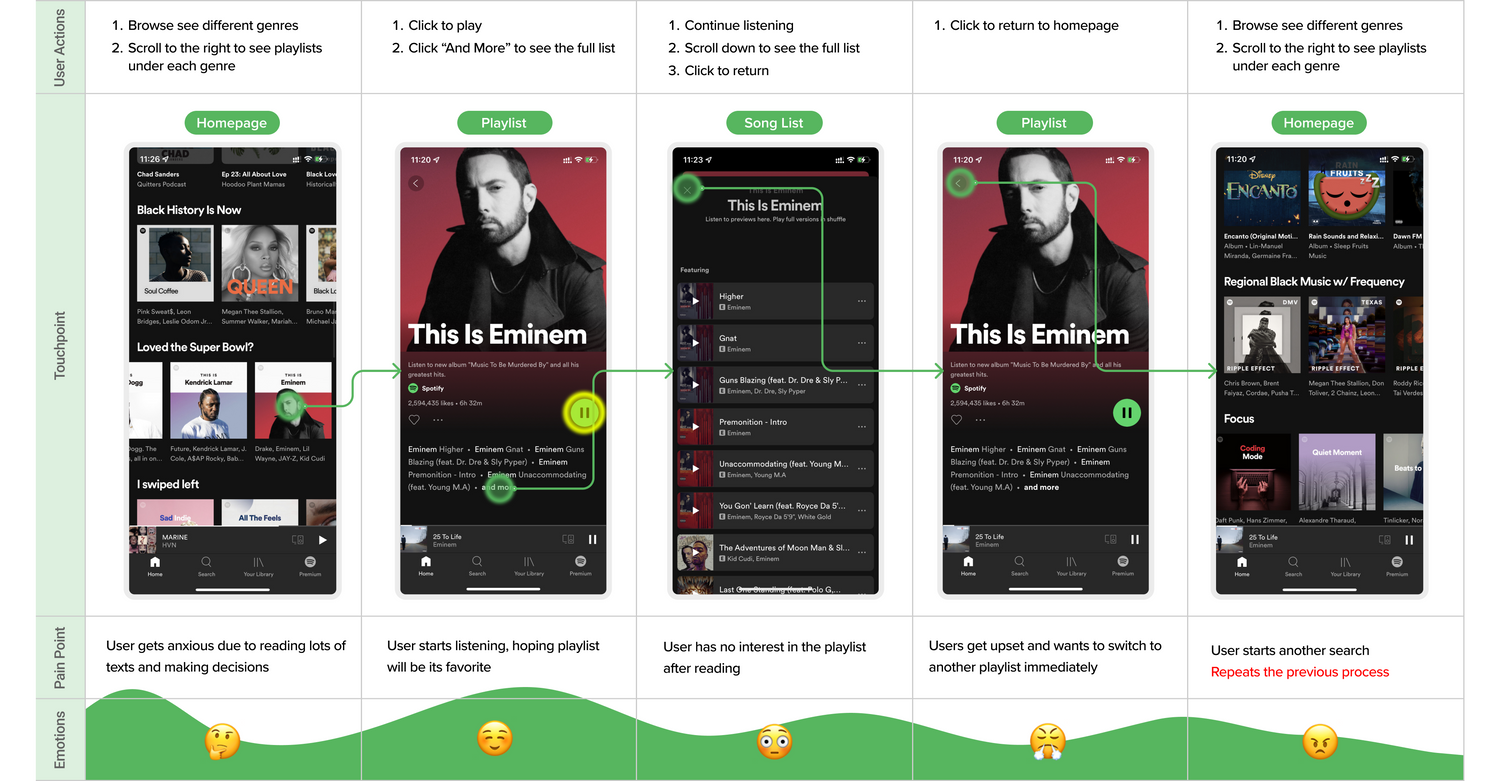 User Actions
1. Browse see different genres
2. Scroll to the right to see playlists
under each genre
1. Click to play
2. Click “And More” to see the full list
1. Continue listening
2. Scroll down to see the full list
3. Click to return
1. Click to return to homepage
1. Browse see different genres
2. Scroll to the right to see playlists
under each genre
Touchpoint
Homepage
11:26
CHAD
Chad Sanders
Quitters Podcast
Ep 23: All About Love
Hoodoo Plant Mamas
Black Love
Historicall
Black History Is Now
Soul Coffee
QUEEN
Black Lo
Pink Sweat$, Leon
Bridges, Leslie Odom Jr...
Megan Thee Stallion,
Summer Walker, Mariah...
Bruno Mar
Michael Ja
Loved the Super Bowl?
Dogg
THIS IS
Kendrick Lamar
THIS IS
Eminem
Dogg. The
, all in on...
Future, Kendrick Lamar, J.
Cole, A$AP Rocky, Bab...
Drake, Eminem, Lil
Wayne, JAY-Z, Kid Cudi
I swiped left
Sad Indie
All The Feels
MARINE
HVN
Home
Search
Your Library
Premium
Playlist
11:20
This Is Eminem
Listen to new album "Music To Be Murdered By" and all his
greatest hits.
Spotify
2,594,435 likes • 6h 32m
Eminem Higher • Eminem Gnat • Eminem Guns
Blazing (feat. Dr. Dre & Sly Pyper) • Eminem
Premonition - Intro • Eminem Unaccommodating
(feat. Young M.A) • and more
25 To Life
Eminem
Home
Search
Your Library
Premium
Song List
11:23
This Is Eminem
This Is Eminem
Listen to previews here. Play full versions in shuffle
Featuring
Higher
E Eminem
Gnat
E Eminem
Guns Blazing (feat. Dr. Dre & Sly P...
E Eminem, Dr. Dre, Sly Pyper
Premonition - Intro
E Eminem
Unaccommodating (feat. Young M...
E Eminem, Young M.A
You Gon' Learn (feat. Royce Da 5'...
E Eminem, Royce Da 5'9", White Gold
The Adventures of Moon Man & Sl...
E Kid Cudi, Eminem
Last One Standing (feat. Polo G,...
Playlist
11:20
This Is Eminem
Listen to new album "Music To Be Murdered By" and all his
greatest hits.
Spotify
2,594,435 likes • 6h 32m
Eminem Higher • Eminem Gnat • Eminem Guns
Blazing (feat. Dr. Dre & Sly Pyper) • Eminem
Premonition - Intro • Eminem Unaccommodating
(feat. Young M.A) • and more
25 To Life
Eminem
Home
Search
Your Library
Premium
Homepage
11:20
Disney
ENCANTO
RAIN
FRUITS
ZZZ
Encanto (Original Moti...
Album • Lin-Manuel
Miranda, Germaine Fra...
Rain Sounds and Relaxi...
Album • Sleep Fruits
Music
Dawn FM
Album • T
Regional Black Music w/ Frequency
DMV
RIPPLE EFFECT
TEXAS
RIPPLE EFFECT
RIPPLE E
Chris Brown, Brent
Faiyaz, Cordae, Pusha T...
Megan Thee Stallion, Don
Toliver, 2 Chainz, Leon...
Roddy Ric
Tai Verdes
Focus
Coding
Mode
Quiet Moment
Beats to
Daft Punk, Hans Zimmer,
Alexandre Tharaud,
Tinlicker, Nor
25 To Life
Eminem
Home
Search
Your Library
Premium
Pain Point
User gets anxious due to reading lots of
texts and making decisions
User starts listening, hoping playlist
will be its favorite
User has no interest in the playlist
after reading
Users get upset and wants to switch to
another playlist immediately
User starts another search
Repeats the previous process
Emotions